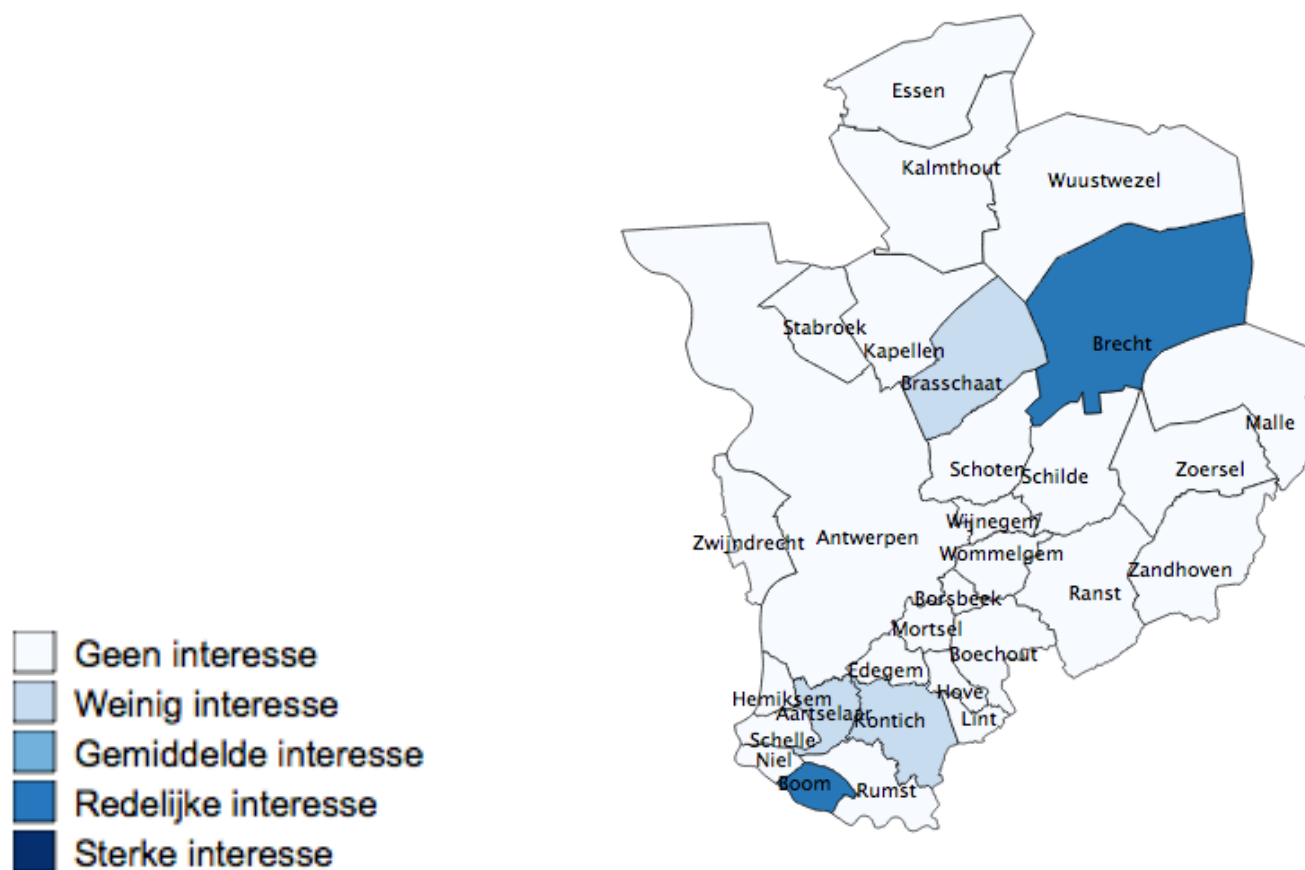 Essen
Kalmthout
Wuustwezel
Stabroek
Kapellen
Brecht
Brasschaat
Malle
Schoten
Schilde
Zoersel
Wijnegem
Zwijndrecht
Antwerpen
Wommelgem
Zandhoven
Ranst
Borsbeek
Mortsel
Boechout
Edegem
Hemiksem
Hove
Aartselaar
Kontich
Lint
Schelle
Niel
Boom
Rumst
Geen interesse
Weinig interesse
Gemiddelde interesse
Redelijke interesse
Sterke interesse